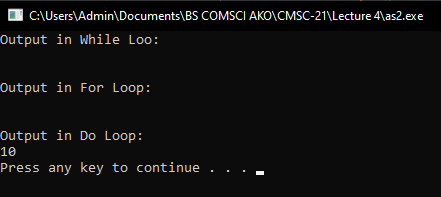 C:\Users\Admin\Documents\BS COMSCI AKO\CMSC-21\Lecture 4\as2.exe
Output in While Loo:
Output in For Loop:
Output in Do Loop:
10
Press any key to continue . . .